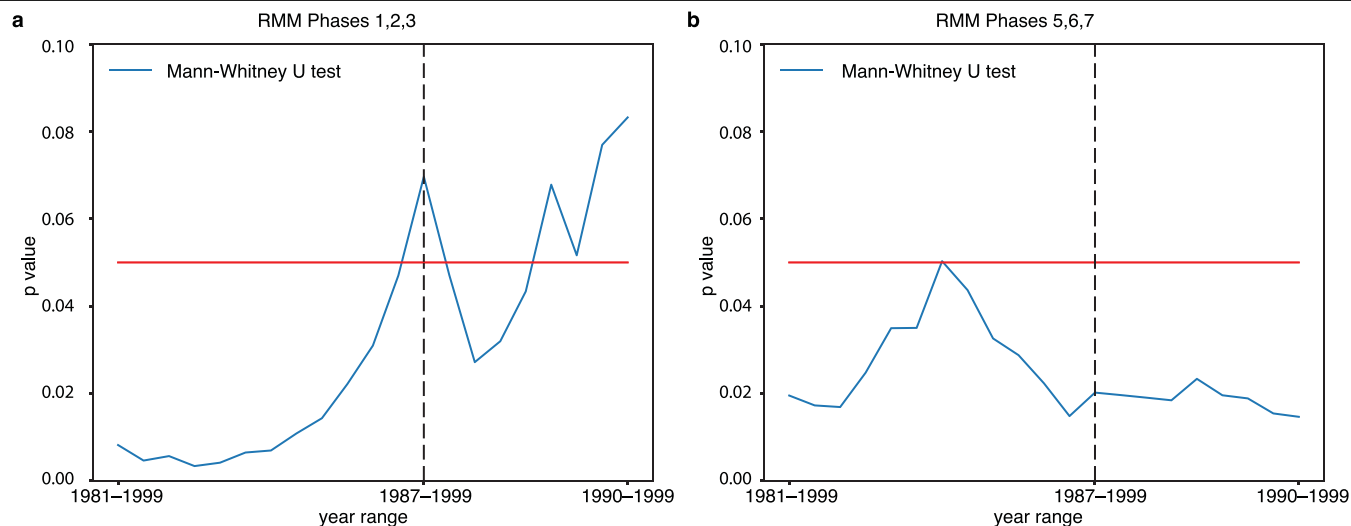 a
RMM Phases 1,2,3
0.10
0.08
0.06
0.04
0.02
0.00
p value
Mann-Whitney U test
1981–1999
1987–1999
1990–1999
year range
b
RMM Phases 5,6,7
0.10
0.08
0.06
0.04
0.02
0.00
p value
Mann-Whitney U test
1981–1999
1987–1999
1990–1999
year range